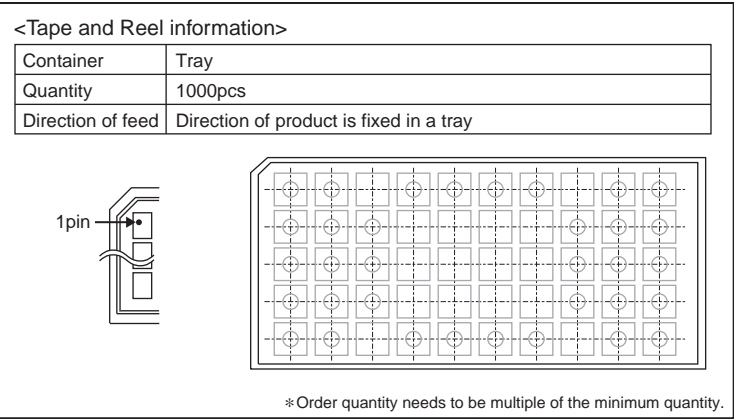 <Tape and Reel information>
Container Tray
Quantity 1000pcs
Direction of feed Direction of product is fixed in a tray
1pin
＊Order quantity needs to be multiple of the minimum quantity.